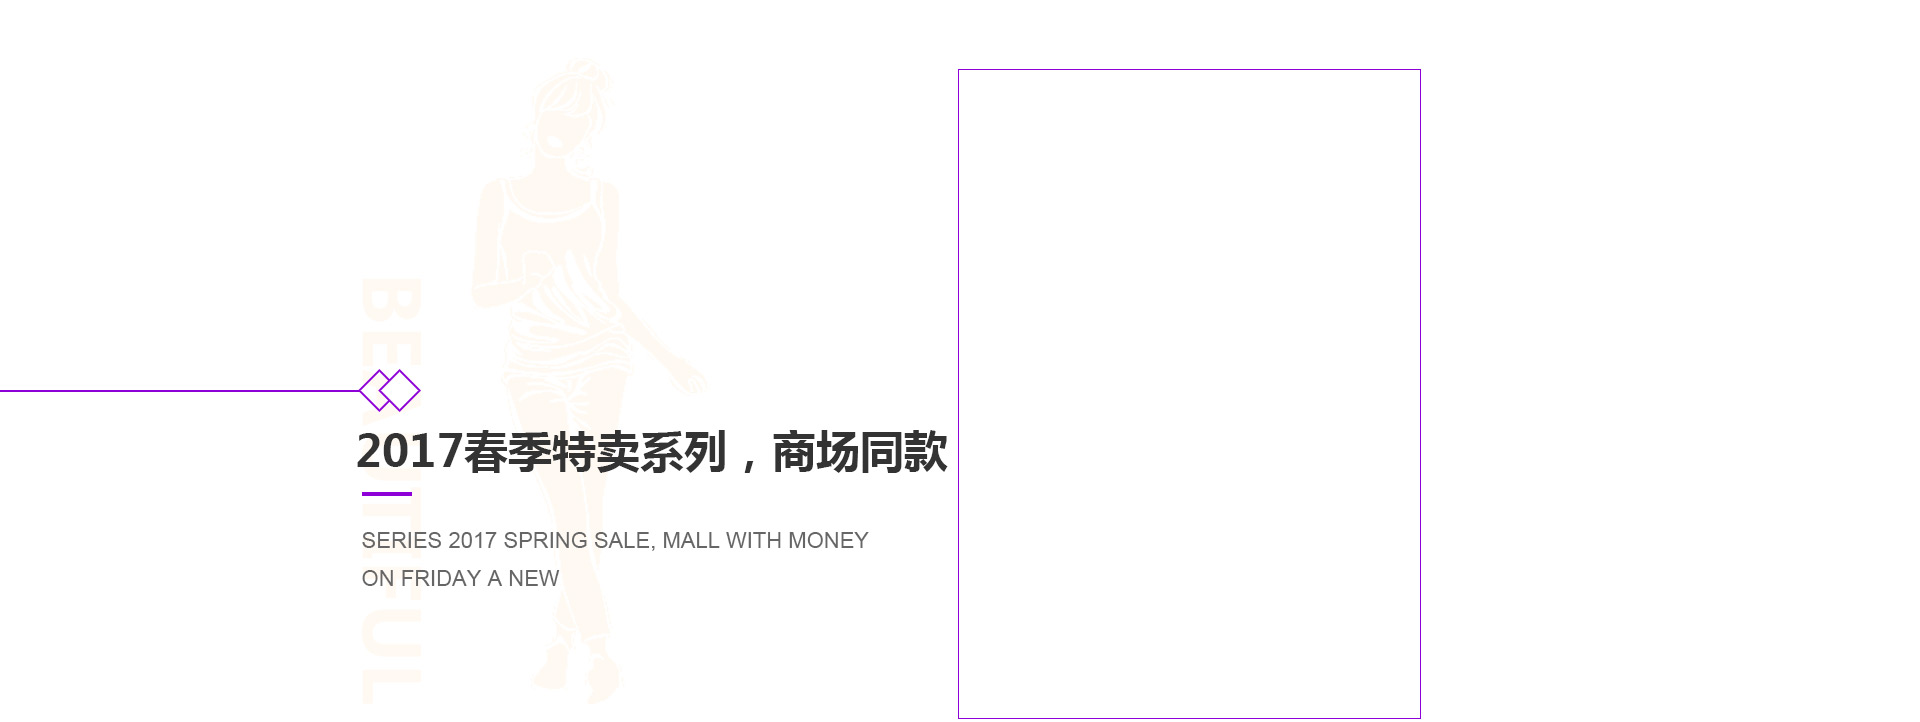 BEAUTIFUL
2017春季特卖系列，商场同款
SERIES 2017 SPRING SALE, MALL WITH MONEY
ON FRIDAY A NEW